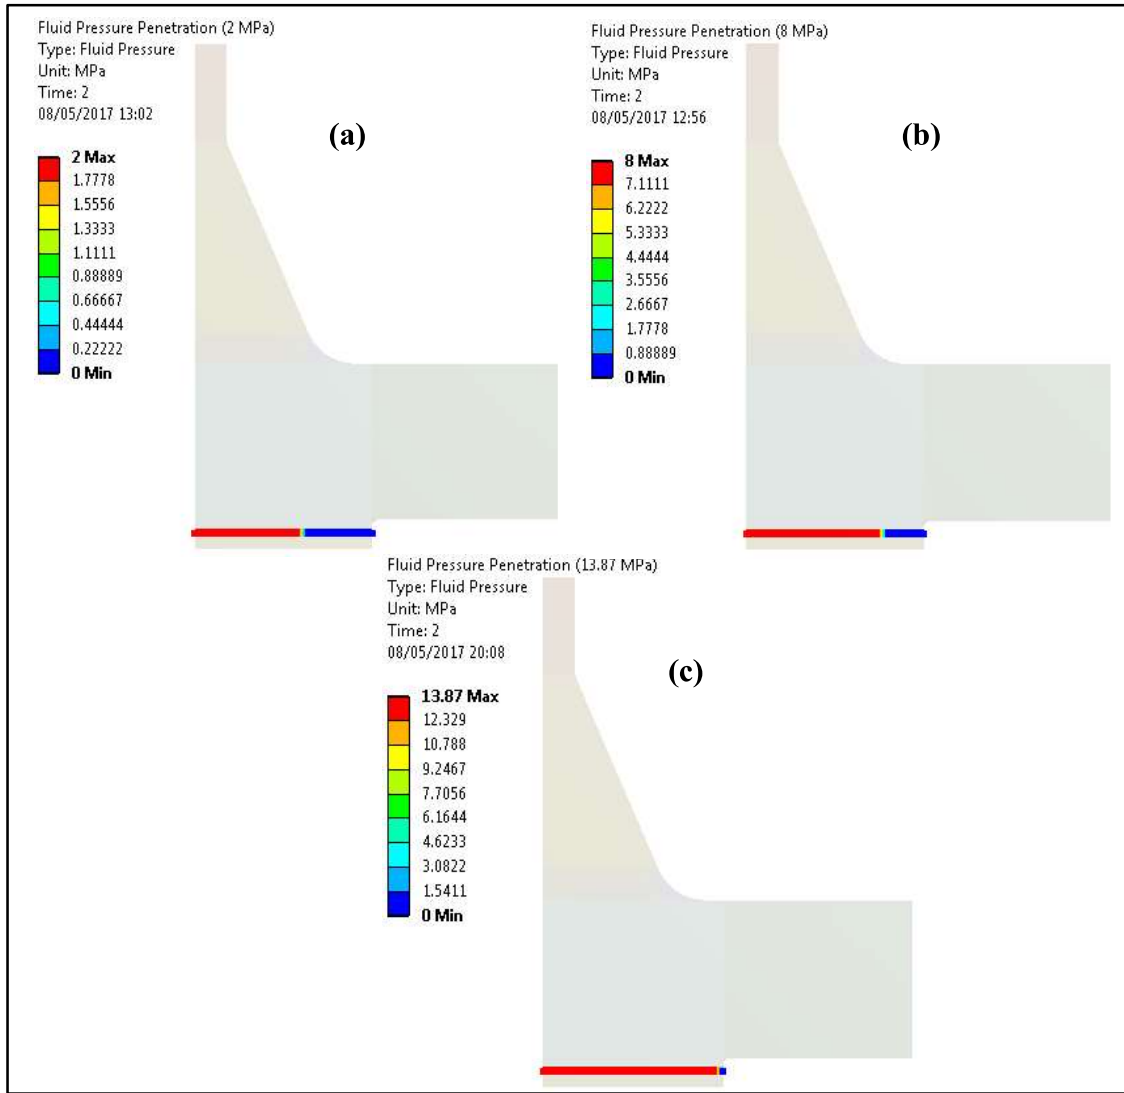 Fluid Pressure Penetration (2 MPa)
Type: Fluid Pressure
Unit: MPa
Time: 2
08/05/2017 13:02
(a)
2 Max
1.7778
1.5556
1.3333
1.1111
0.88889
0.66667
0.44444
0.22222
0 Min
Fluid Pressure Penetration (8 MPa)
Type: Fluid Pressure
Unit: MPa
Time: 2
08/05/2017 12:56
(b)
8 Max
7.1111
6.2222
5.3333
4.4444
3.5556
2.6667
1.7778
0.88889
0 Min
Fluid Pressure Penetration (13.87 MPa)
Type: Fluid Pressure
Unit: MPa
Time: 2
08/05/2017 20:08
(c)
13.87 Max
12.329
10.788
9.2467
7.7056
6.1644
4.6233
3.0822
1.5411
0 Min